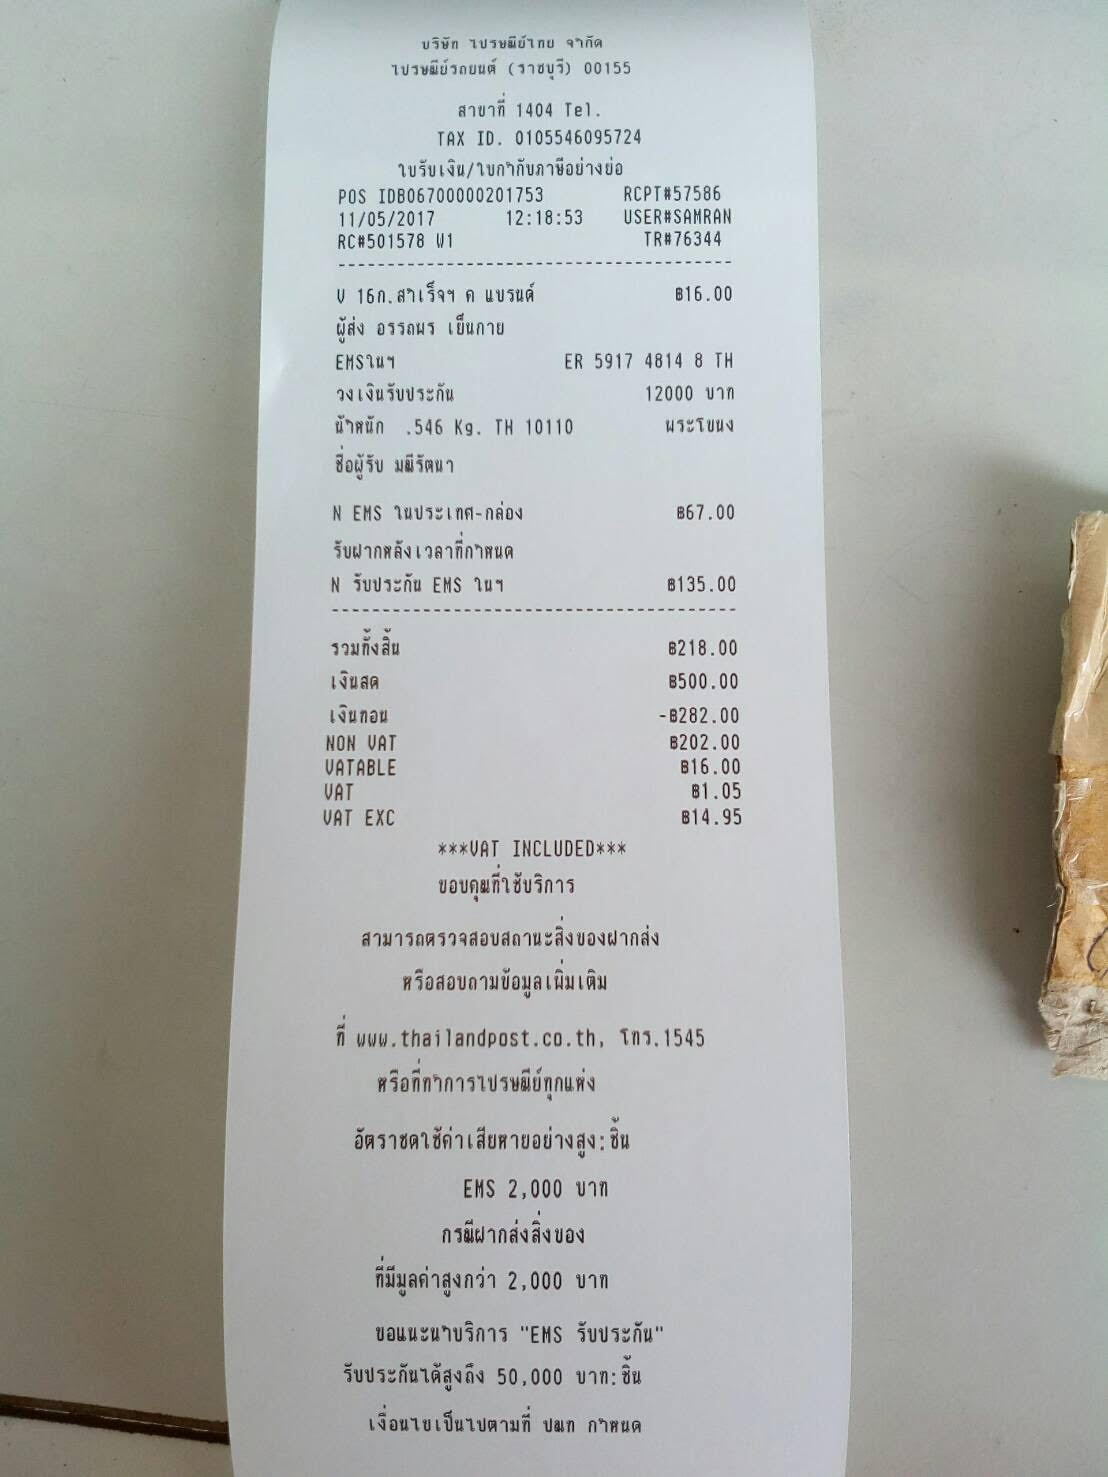 บริษัท ไปรษณีย์ไทย จำกัด
ไปรษณีย์รถยนต์ (ราชบุรี) 00155
สาขาที่ 1404 Tel.
TAX ID. 0105546095724
ใบรับเงิน/ใบกำกับภาษีอย่างย่อ
POS IDB06700000201753 RCPT#57586
11/05/2017 12:18:53 USER#SAMRAN
RC#501578 W1 TR#76344
---------------------------------------
V 16ก.สำเร็จฯ ค แบรนด์ ฿16.00
ผู้ส่ง อรรถพร เย็นกาย
EMSในฯ ER 5917 4814 8 TH
วงเงินรับประกัน 12000 บาท
น้ำหนัก .546 Kg. TH 10110 พระโขนง
ชื่อผู้รับ มณีรัตนา
N EMS ในประเทศ-กล่อง ฿67.00
รับฝากหลังเวลาที่กำหนด
N รับประกัน EMS ในฯ ฿135.00
---------------------------------------
รวมทั้งสิ้น ฿218.00
เงินสด ฿500.00
เงินทอน -฿282.00
NON VAT ฿202.00
VATABLE ฿16.00
VAT ฿1.05
VAT EXC ฿14.95
***VAT INCLUDED***
ขอบคุณที่ใช้บริการ
สามารถตรวจสอบสถานะสิ่งของฝากส่ง
หรือสอบถามข้อมูลเพิ่มเติม
ที่ www.thailandpost.co.th, โทร.1545
หรือที่ทำการไปรษณีย์ทุกแห่ง
อัตราชดใช้ค่าเสียหายอย่างสูง:ชิ้น
EMS 2,000 บาท
กรณีฝากส่งสิ่งของ
ที่มีมูลค่าสูงกว่า 2,000 บาท
ขอแนะนำบริการ "EMS รับประกัน"
รับประกันได้สูงถึง 50,000 บาท:ชิ้น
เงื่อนไขเป็นไปตามที่ ปณท กำหนด